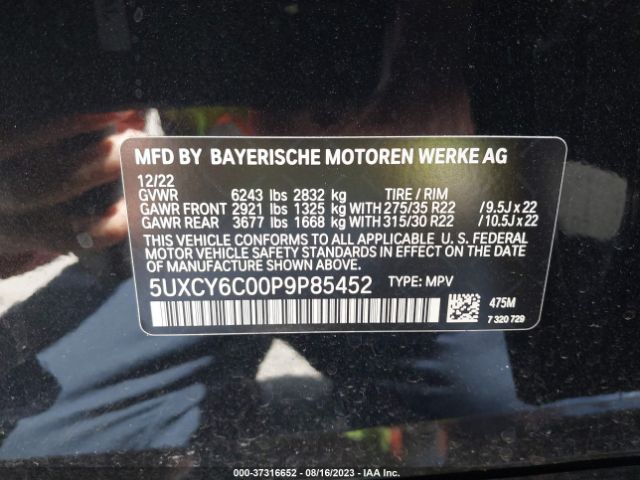 MFD BY BAYERISCHE MOTOREN WERKE AG
12/22
GVWR 6243 lbs 2832 kg TIRE / RIM
GAWR FRONT 2921 lbs 1325 kg WITH 275/35 R22 / 9.5J x 22
GAWR REAR 3677 lbs 1668 kg WITH 315/30 R22 / 10.5J x 22
THIS VEHICLE CONFORMS TO ALL APPLICABLE U. S. FEDERAL
MOTOR VEHICLE SAFETY STANDARDS IN EFFECT ON THE DATE
OF MANUFACTURE SHOWN ABOVE.
5UXCY6C00P9P85452 TYPE: MPV
475M
7 320 729
000-37316652 - 08/16/2023 - IAA Inc.